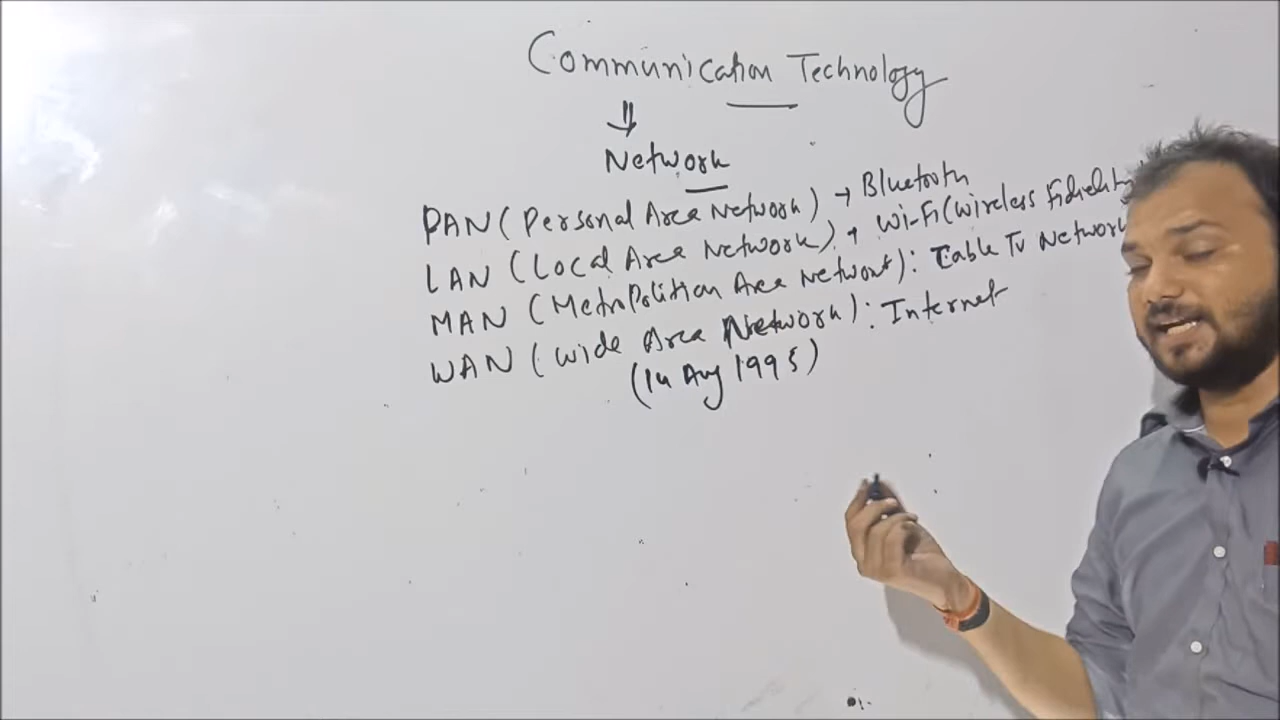 Communication Technology
⇓
Network
PAN (Personal Area Network) → Bluetooth
LAN (Local Area Network) → Wi-Fi (Wireless Fidelity)
MAN (Metropolitian Area Network): Cable Tv Network
WAN (Wide Area Network): Internet
(14 Aug 1995)